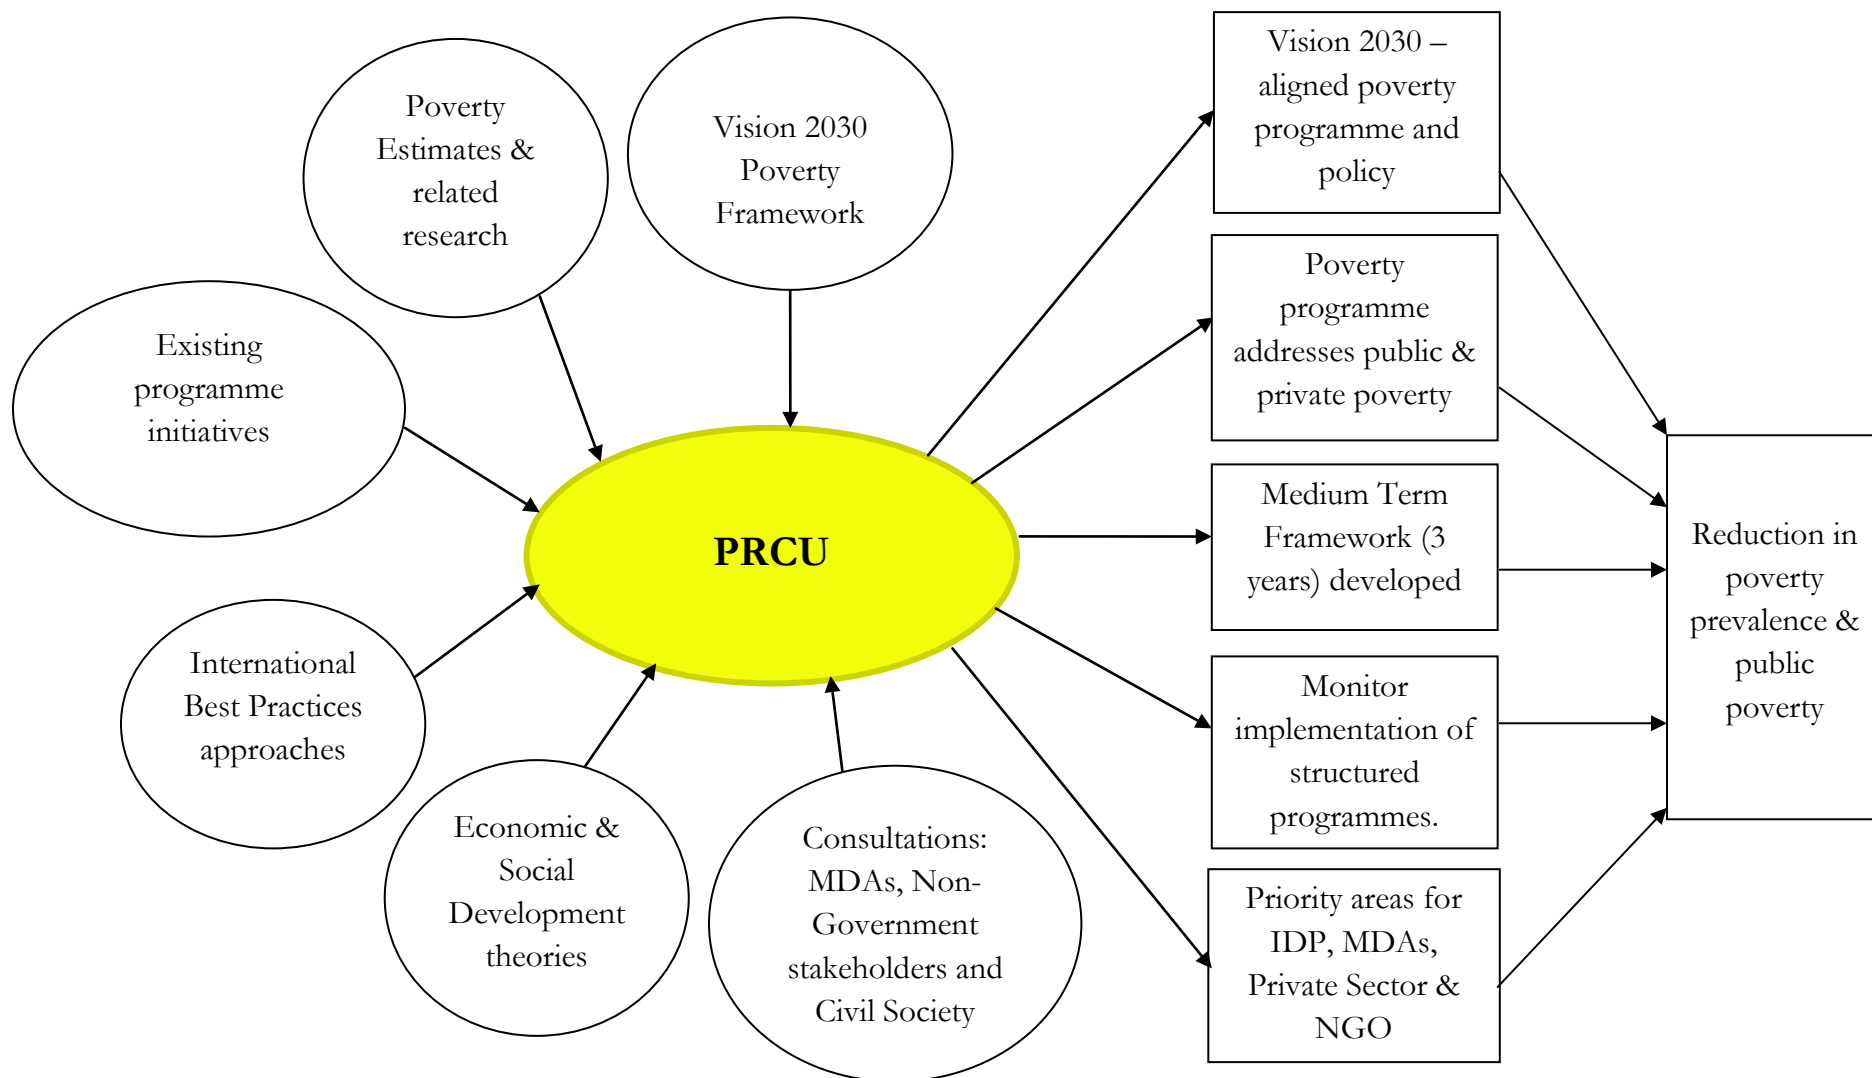 Poverty
Estimates &
related
research
Vision 2030
Poverty
Framework
Existing
programme
initiatives
International
Best Practices
approaches
Economic &
Social
Development
theories
Consultations:
MDAs, Non-
Government
stakeholders and
Civil Society
PRCU
Vision 2030 –
aligned poverty
programme and
policy
Poverty
programme
addresses public &
private poverty
Medium Term
Framework (3
years) developed
Monitor
implementation of
structured
programmes.
Priority areas for
IDP, MDAs,
Private Sector &
NGO
Reduction in
poverty
prevalence &
public
poverty